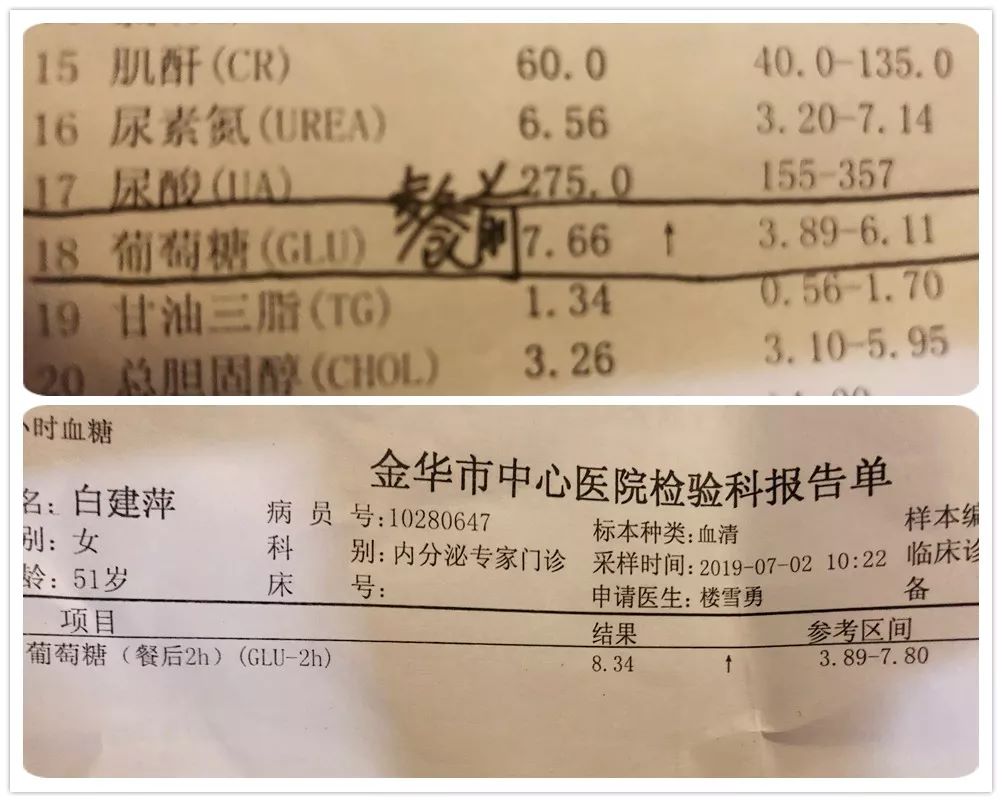 15 肌酐(CR) 60.0 40.0-135.0
16 尿素氮(UREA) 6.56 3.20-7.14
17 尿酸(UA) 275.0 155-357
18 葡萄糖(GLU) 餐前 7.66 ↑ 3.89-6.11
19 甘油三脂(TG) 1.34 0.56-1.70
20 总胆固醇(CHOL) 3.26 3.10-5.95
小时血糖
金华市中心医院检验科报告单
名: 白建萍 病员号:10280647 标本种类:血清 样本编
别: 女 科别:内分泌专家门诊 采样时间:2019-07-02 10:22 临床诊
龄: 51岁 床号: 申请医生:楼雪勇 备
项目 结果 参考区间
葡萄糖（餐后2h）(GLU-2h) 8.34 ↑ 3.89-7.80